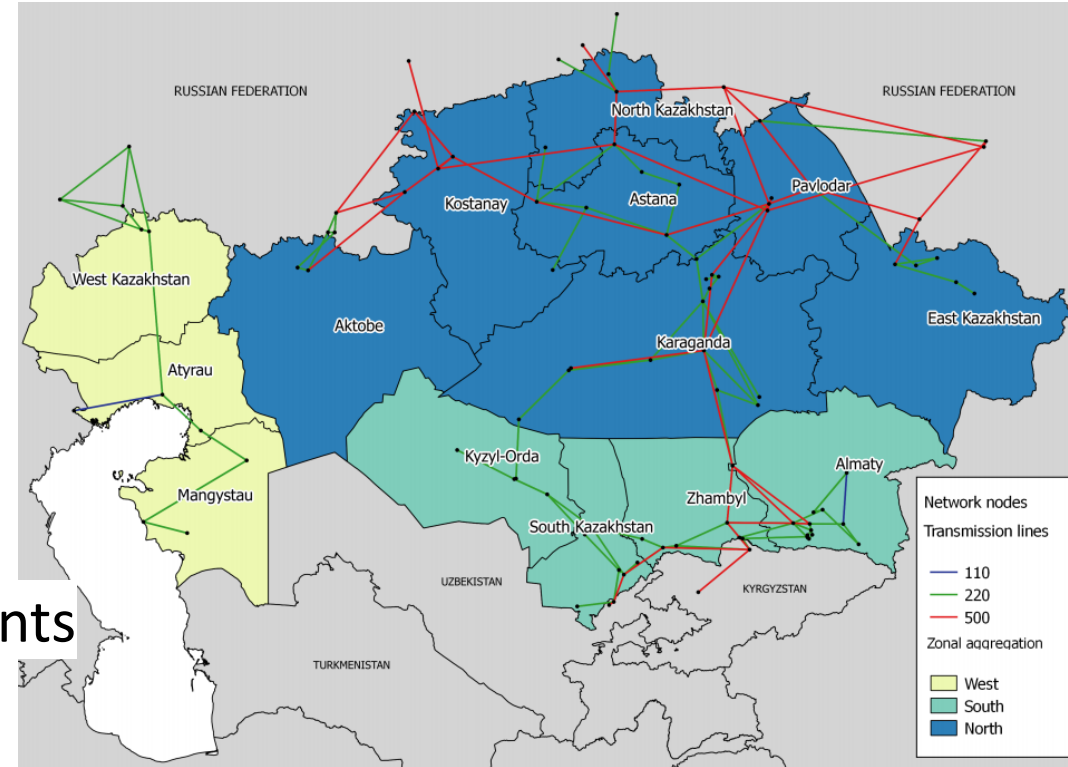 RUSSIAN FEDERATION
RUSSIAN FEDERATION
North Kazakhstan
Pavlodar
Kostanay
Astana
West Kazakhstan
Aktobe
East Kazakhstan
Karaganda
Atyrau
Kyzyl-Orda
Almaty
Mangystau
Zhambyl
South Kazakhstan
UZBEKISTAN
KYRGYZSTAN
TURKMENISTAN
nts
Network nodes
Transmission lines
110
220
500
Zonal aggregation
West
South
North